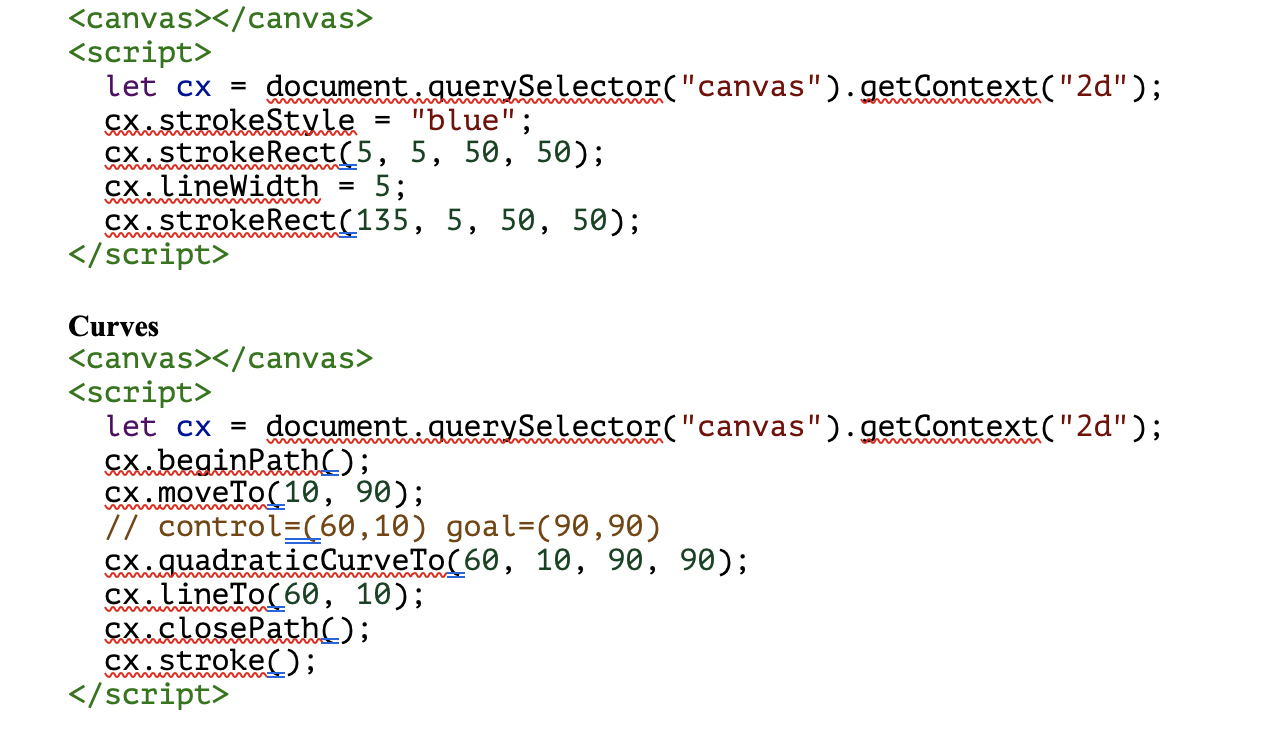 <canvas></canvas>
<script>
  let cx = document.querySelector("canvas").getContext("2d");
  cx.strokeStyle = "blue";
  cx.strokeRect(5, 5, 50, 50);
  cx.lineWidth = 5;
  cx.strokeRect(135, 5, 50, 50);
</script>
Curves
<canvas></canvas>
<script>
  let cx = document.querySelector("canvas").getContext("2d");
  cx.beginPath();
  cx.moveTo(10, 90);
  // control=(60,10) goal=(90,90)
  cx.quadraticCurveTo(60, 10, 90, 90);
  cx.lineTo(60, 10);
  cx.closePath();
  cx.stroke();
</script>